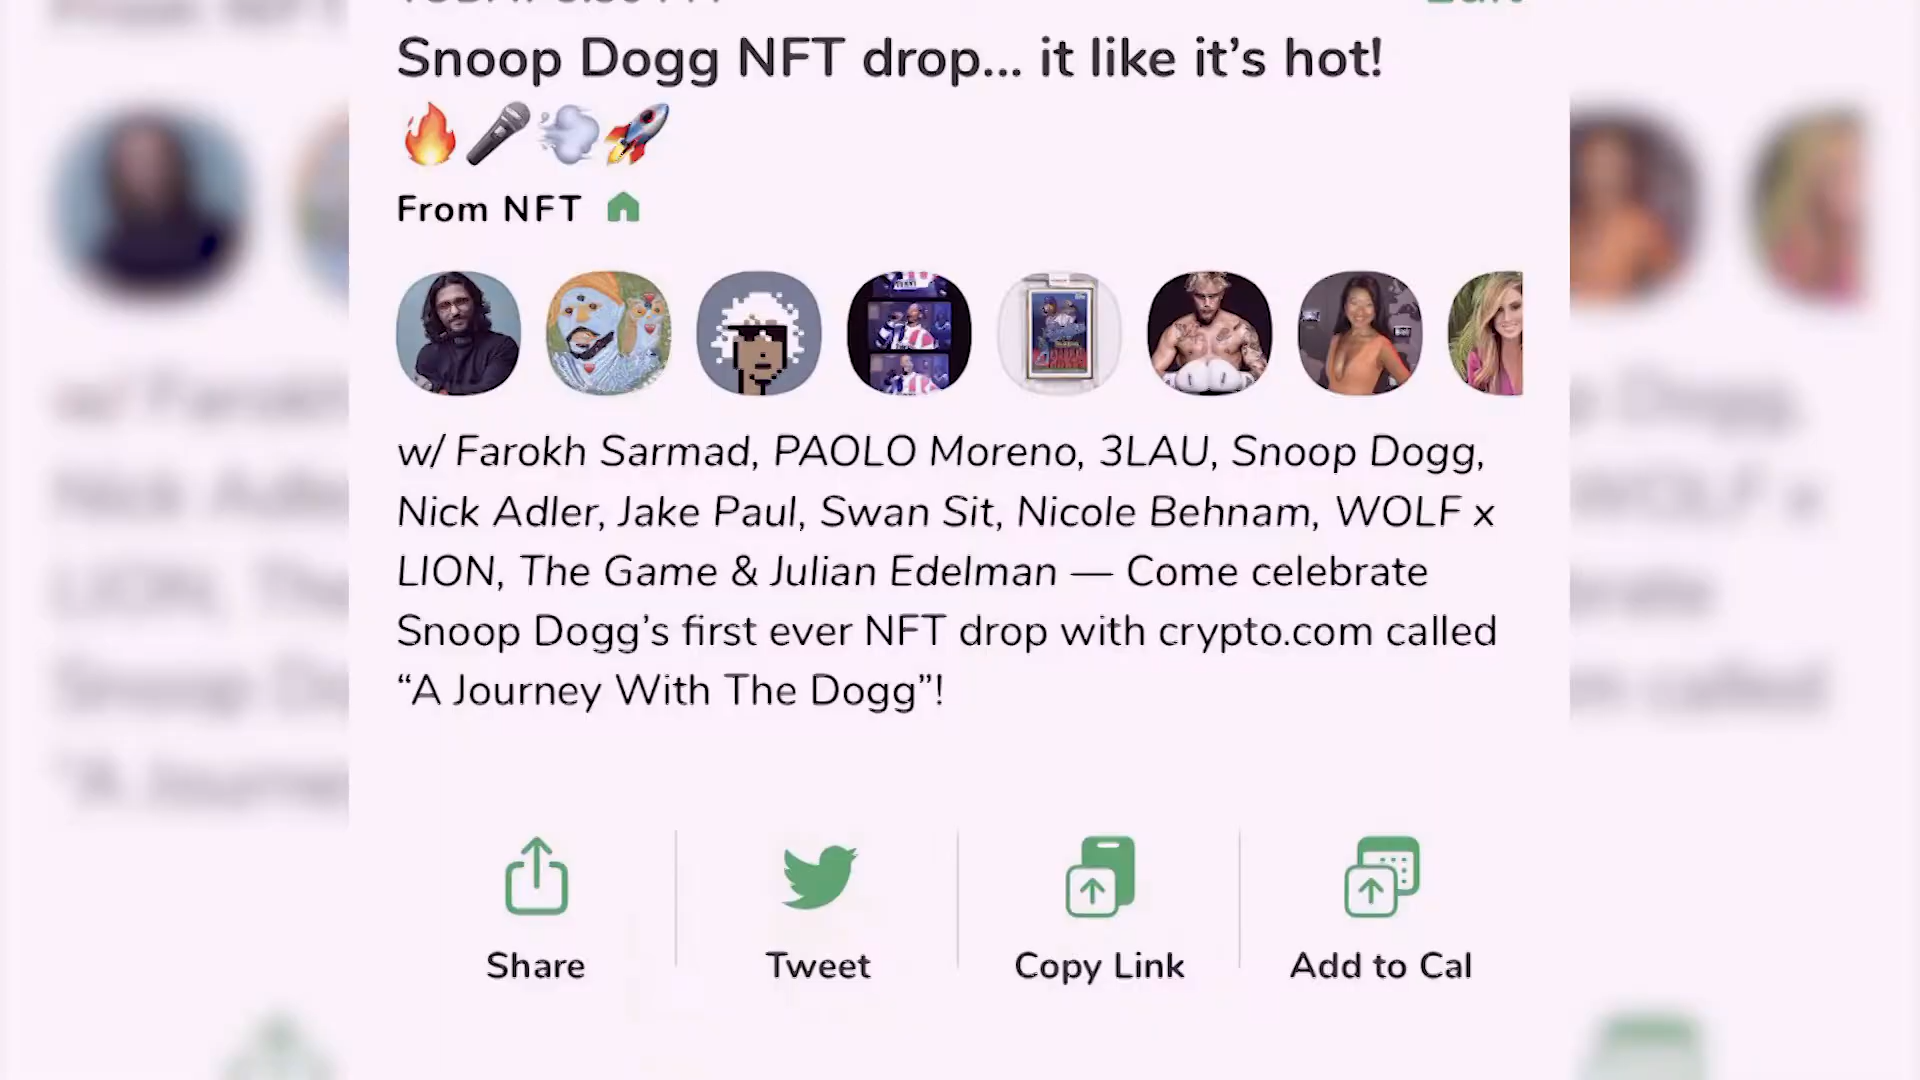 Snoop Dogg NFT drop... it like it’s hot!
🔥🎤💨🚀
From NFT
w/ Farokh Sarmad, PAOLO Moreno, 3LAU, Snoop Dogg,
Nick Adler, Jake Paul, Swan Sit, Nicole Behnam, WOLF x
LION, The Game & Julian Edelman — Come celebrate
Snoop Dogg’s first ever NFT drop with crypto.com called
“A Journey With The Dogg”!
Share
Tweet
Copy Link
Add to Cal